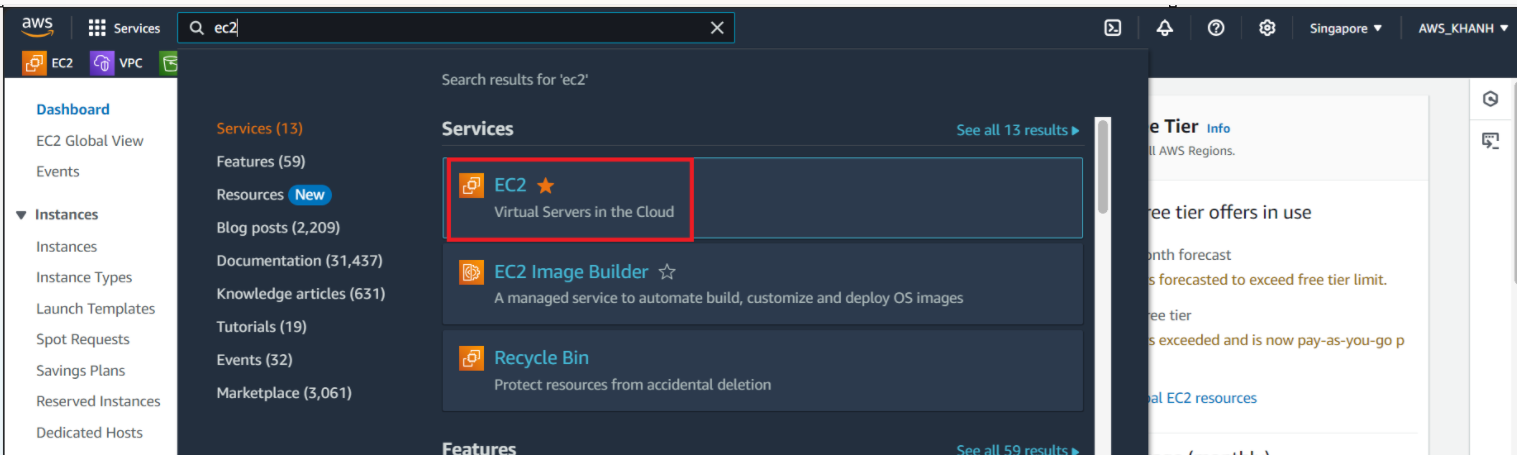 aws
Services
ec2
Singapore
AWS_KHANH
EC2
VPC
Dashboard
EC2 Global View
Events
Instances
Instances
Instance Types
Launch Templates
Spot Requests
Savings Plans
Reserved Instances
Dedicated Hosts
Search results for 'ec2'
Services (13)
Features (59)
Resources New
Blog posts (2,209)
Documentation (31,437)
Knowledge articles (631)
Tutorials (19)
Events (32)
Marketplace (3,061)
Services
See all 13 results
EC2
Virtual Servers in the Cloud
EC2 Image Builder
A managed service to automate build, customize and deploy OS images
Recycle Bin
Protect resources from accidental deletion
Features
See all 59 results
e Tier Info
ll AWS Regions.
ree tier offers in use
onth forecast
s forecasted to exceed free tier limit.
ree tier
s exceeded and is now pay-as-you-go p
bal EC2 resources